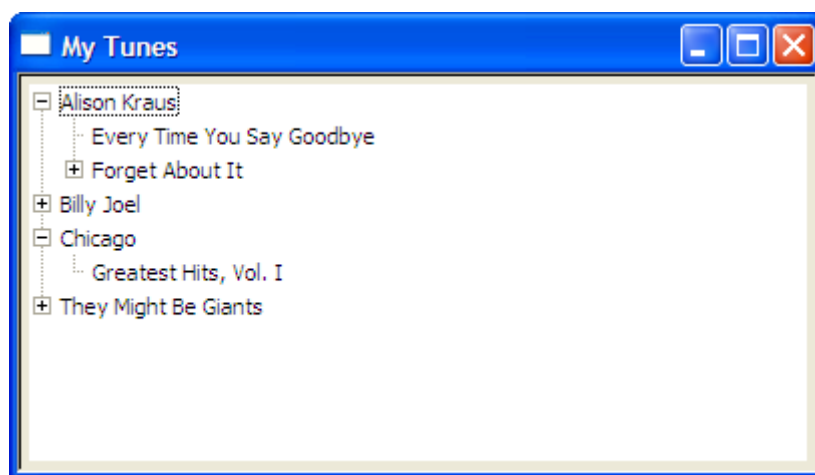 My Tunes
Alison Kraus
Every Time You Say Goodbye
Forget About It
Billy Joel
Chicago
Greatest Hits, Vol. I
They Might Be Giants